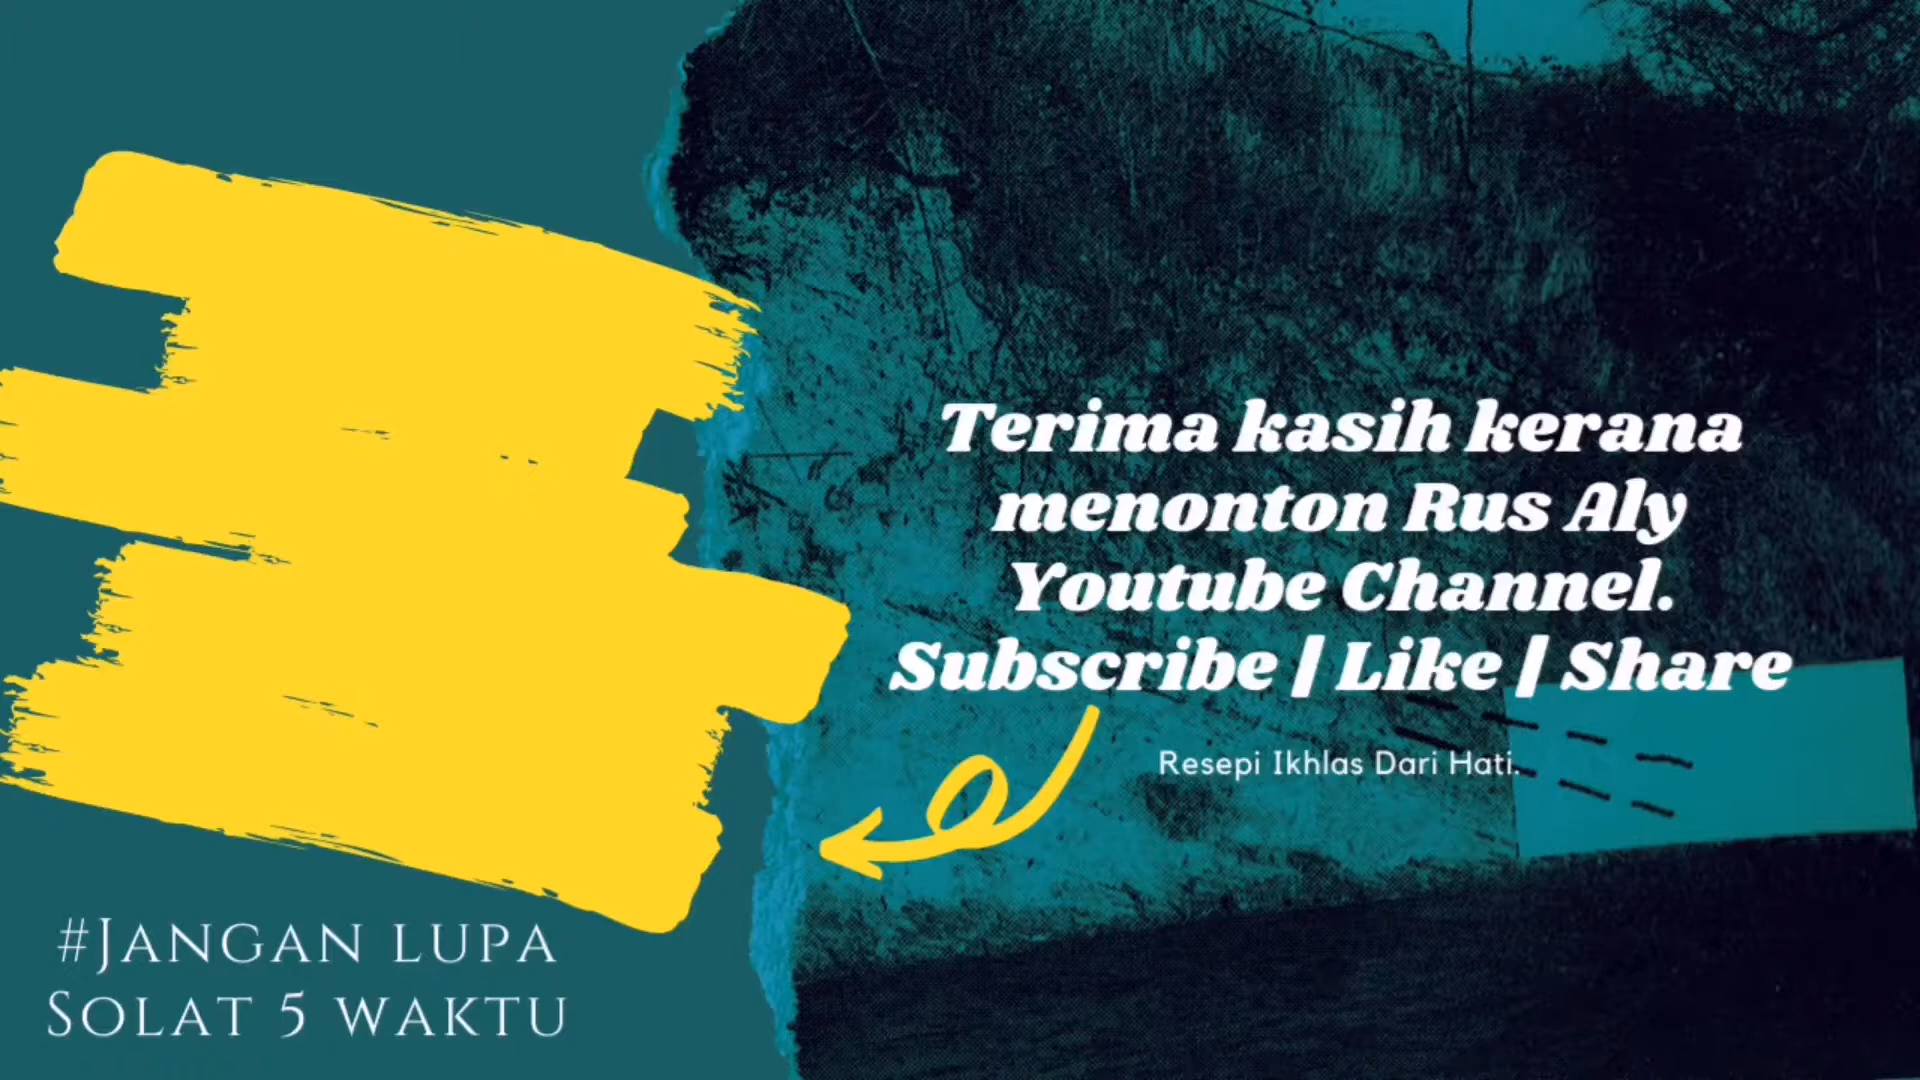 Terima kasih kerana
menonton Rus Aly
Youtube Channel.
Subscribe | Like | Share
Resepi Ikhlas Dari Hati.
#Jangan lupa
Solat 5 waktu